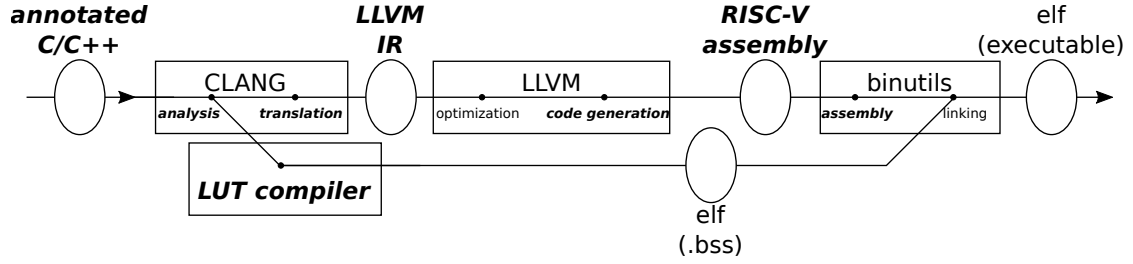 annotated
C/C++
LLVM
IR
RISC-V
assembly
elf
(executable)
CLANG
analysis
translation
LLVM
optimization
code generation
binutils
assembly
linking
LUT compiler
elf
(.bss)